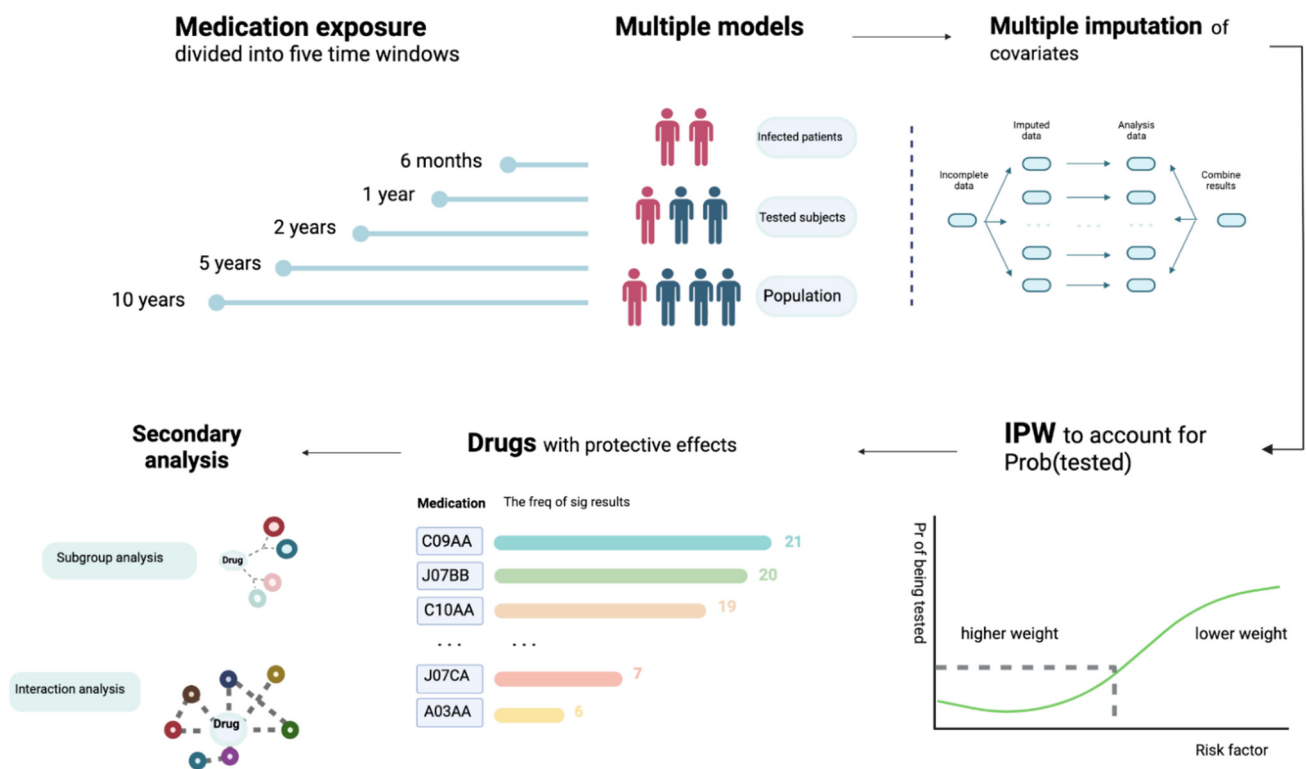 Medication exposure
divided into five time windows
Multiple models
Multiple imputation of
covariates
6 months
1 year
2 years
5 years
10 years
Infected patients
Tested subjects
Population
Incomplete
data
Imputed
data
Analysis
data
Combine
results
Secondary
analysis
Subgroup analysis
Drug
Interaction analysis
Drug
Drugs with protective effects
Medication The freq of sig results
C09AA 21
J07BB 20
C10AA 19
... ...
J07CA 7
A03AA 6
IPW to account for
Prob(tested)
Pr of being tested
higher weight
lower weight
Risk factor